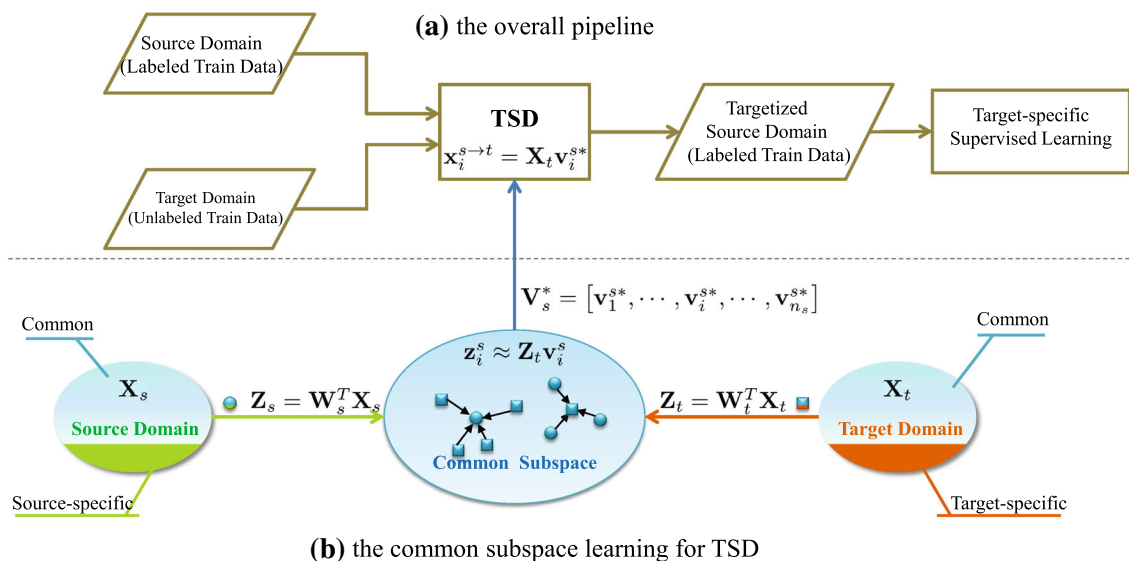 (a) the overall pipeline
Source Domain
(Labeled Train Data)
Target Domain
(Unlabeled Train Data)
TSD
x_i^{s→t} = X_t v_i^{s*}
Targetized
Source Domain
(Labeled Train Data)
Target-specific
Supervised Learning
V_s^* = [v_1^{s*}, ⋯ , v_i^{s*}, ⋯ , v_{n_s}^{s*}]
Common
X_s
Source Domain
Source-specific
Z_s = W_s^T X_s
z_i^s ≈ Z_t v_i^s
Common Subspace
Z_t = W_t^T X_t
Common
X_t
Target Domain
Target-specific
(b) the common subspace learning for TSD